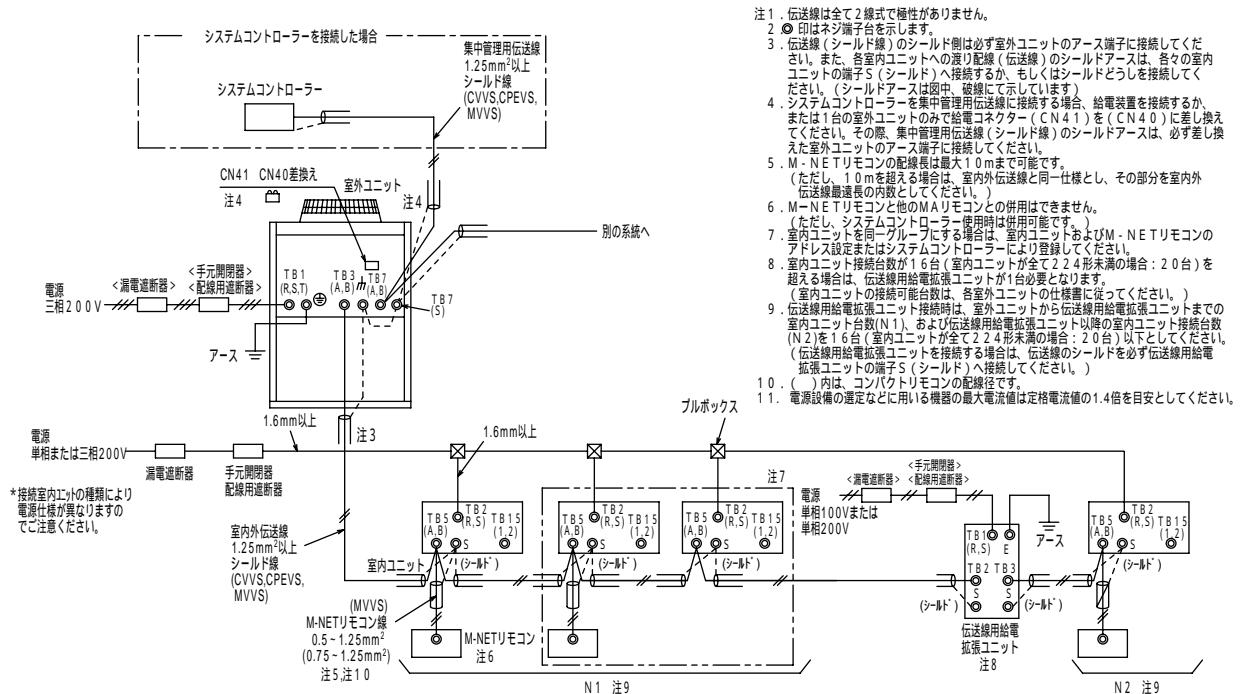 システムコントローラーを接続した場合
システムコントローラー
集中管理用伝送線
1.25mm²以上
シールド線
(CVVS,CPEVS,
MVVS)
CN41 CN40差換え
注4
室外ユニット
注4
別の系統へ
電源
三相200V
<漏電遮断器>
<手元開閉器>
<配線用遮断器>
TB1
(R,S,T)
TB3
(A,B)
TB7
(A,B)
TB7
(S)
アース
注1．伝送線は全て2線式で極性がありません。
2.◎ 印はネジ端子台を示します。
3．伝送線(シールド線)のシールド側は必ず室外ユニットのアース端子に接続してくだ
さい。また、各室内ユニットへの渡り配線(伝送線)のシールドアースは、各々の室内
ユニットの端子S(シールド)へ接続するか、もしくはシールドどうしを接続してく
ださい。(シールドアースは図中、破線にて示しています)
4．システムコントローラーを集中管理用伝送線に接続する場合、給電装置を接続するか、
または1台の室外ユニットのみで給電コネクター(CN41)を(CN40)に差し換え
てください。その際、集中管理用伝送線(シールド線)のシールドアースは、必ず差し換
えた室外ユニットのアース端子に接続してください。
5．M-NETリモコンの配線長は最大10mまで可能です。
(ただし、10mを超える場合は、室内外伝送線と同一仕様とし、その部分を室内外
伝送線最遠長の内数としてください。)
6．MーNETリモコンと他のMAリモコンとの併用はできません。
(ただし、システムコントローラー使用時は併用可能です。)
7．室内ユニットを同一グループにする場合は、室内ユニットおよびM-NETリモコンの
アドレス設定またはシステムコントローラーにより登録してください。
8．室内ユニット接続台数が16台(室内ユニットが全て224形未満の場合：20台)を
超える場合は、伝送線用給電拡張ユニットが1台必要となります。
(室内ユニットの接続可能台数は、各室外ユニットの仕様書に従ってください。)
9．伝送線用給電拡張ユニット接続時は、室外ユニットから伝送線用給電拡張ユニットまでの
室内ユニット台数(N1)、および伝送線用給電拡張ユニット以降の室内ユニット接続台数
(N2)を16台(室内ユニットが全て224形未満の場合：20台)以下としてください。
(伝送線用給電拡張ユニットを接続する場合は、伝送線のシールドを必ず伝送線用給電
拡張ユニットの端子S(シールド)へ接続してください。)
10．( )内は、コンパクトリモコンの配線径です。
11．電源設備の選定などに用いる機器の最大電流値は定格電流値の1.4倍を目安としてください。
1.6mm以上
注3
1.6mm以上
プルボックス
電源
単相または三相200V
漏電遮断器
手元開閉器
配線用遮断器
*接続室内ユニットの種類により
電源仕様が異なりますの
でご注意ください。
室内外伝送線
1.25mm²以上
シールド線
(CVVS,CPEVS,
MVVS)
室内ユニット
TB5
(A,B)
TB2
(R,S)
TB15
(1,2)
S
(シールド)
TB5
(A,B)
TB2
(R,S)
TB15
(1,2)
S
(シールド)
TB5
(A,B)
TB2
(R,S)
TB15
(1,2)
S
(シールド)
注7
電源
単相100Vまたは
単相200V
<漏電遮断器>
<手元開閉器>
<配線用遮断器>
アース
TB1
(R,S)
E
TB2
TB3
S
S
(シールド)
(シールド)
伝送線用給電
拡張ユニット
注8
TB5
(A,B)
TB2
(R,S)
TB15
(1,2)
S
(シールド)
(MVVS)
M-NETリモコン線
0.5~1.25mm²
(0.75~1.25mm²)
注5,注10
M-NETリモコン
注6
N1 注9
N2 注9